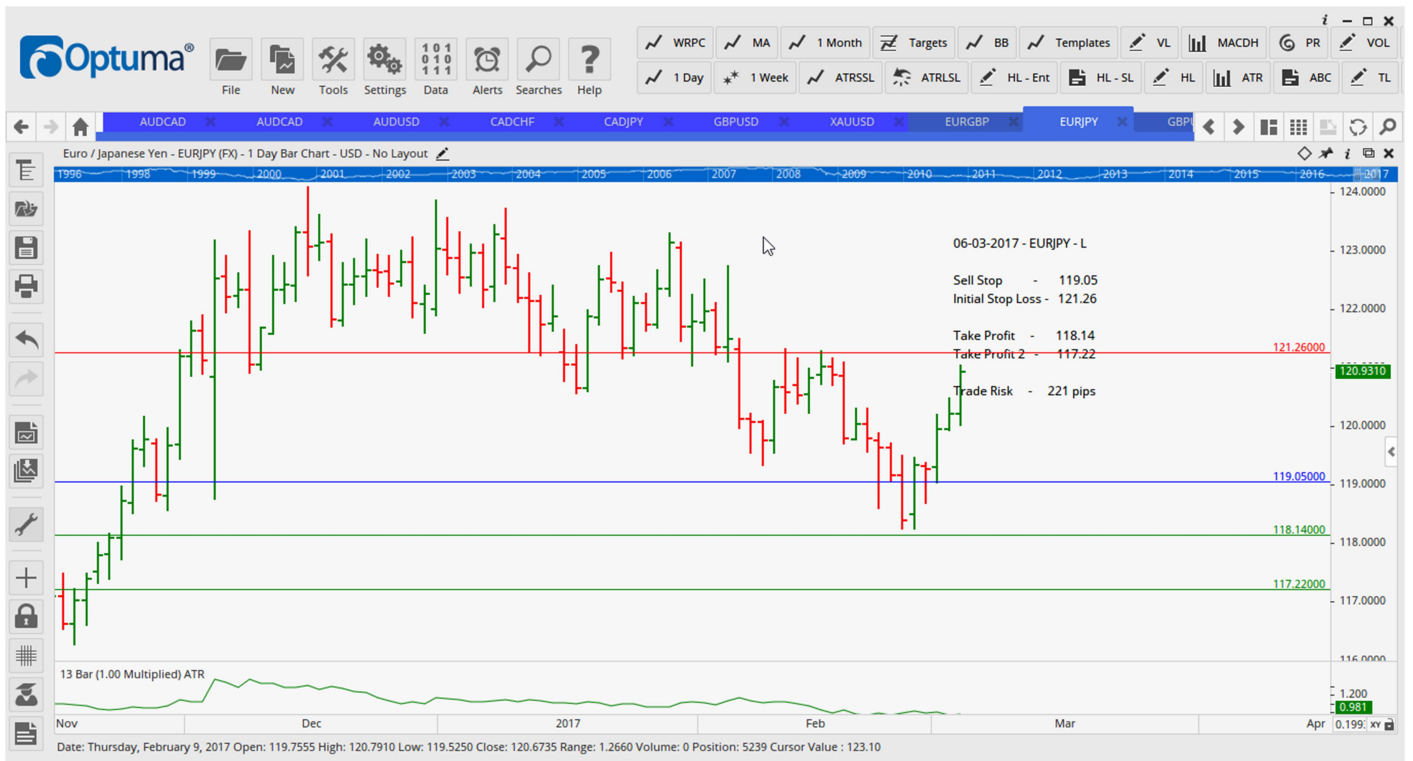 i
Optuma®
WRPC MA 1 Month Targets BB Templates VL MACDH PR VOL
1 Day 1 Week ATRSSL ATRLSL HL - Ent HL - SL HL ATR ABC TL
101
010
111
File New Tools Settings Data Alerts Searches Help
AUDCAD AUDCAD AUDUSD CADCHF CADJPY GBPUSD XAUUSD EURGBP EURJPY GBPU
Euro / Japanese Yen - EURJPY (FX) - 1 Day Bar Chart - USD - No Layout
i
1996 1998 1999 2000 2001 2002 2003 2004 2005 2006 2007 2008 2009 2010 2011 2012 2013 2014 2015 2016 2017
124.0000
06-03-2017 - EURJPY - L
123.0000
Sell Stop - 119.05
Initial Stop Loss - 121.26
122.0000
Take Profit - 118.14
121.26000
Take Profit 2 - 117.22
120.9310
Trade Risk - 221 pips
120.0000
119.05000
119.0000
118.14000
118.0000
117.22000
117.0000
116.0000
13 Bar (1.00 Multiplied) ATR
1.200
0.981
Nov Dec 2017 Feb Mar Apr
XY
Date: Thursday, February 9, 2017 Open: 119.7555 High: 120.7910 Low: 119.5250 Close: 120.6735 Range: 1.2660 Volume: 0 Position: 5239 Cursor Value : 123.10